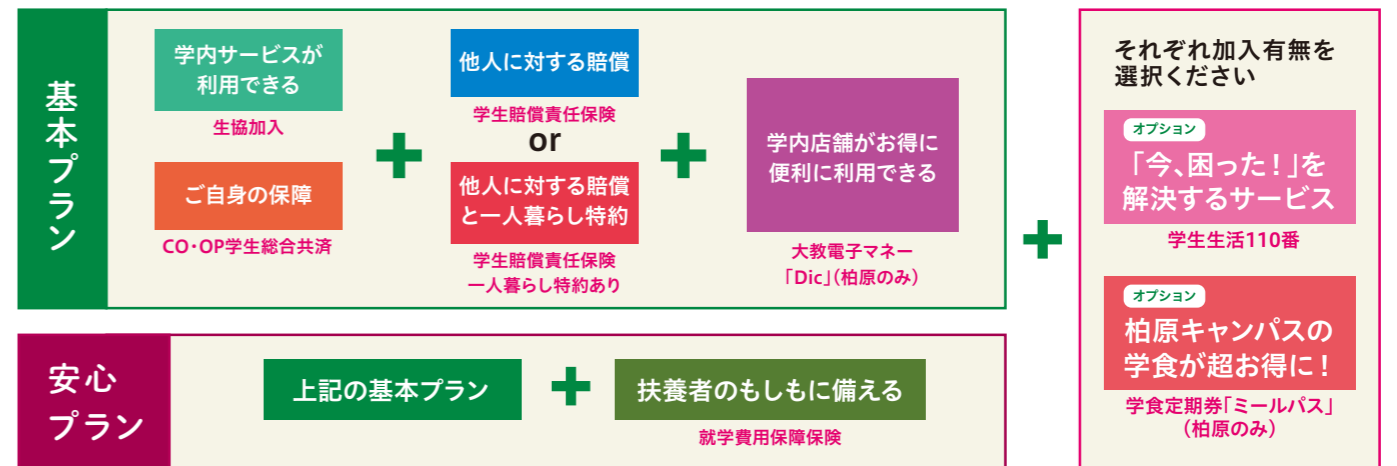 基本プラン
学内サービスが
利用できる
生協加入
ご自身の保障
CO・OP学生総合共済
他人に対する賠償
学生賠償責任保険
or
他人に対する賠償
と一人暮らし特約
学生賠償責任保険
一人暮らし特約あり
学内店舗がお得に
便利に利用できる
大教電子マネー
「Dic」(柏原のみ)
安心
プラン
上記の基本プラン
扶養者のもしもに備える
就学費用保障保険
それぞれ加入有無を
選択ください
オプション
「今、困った!」を
解決するサービス
学生生活110番
オプション
柏原キャンパスの
学食が超お得に!
学食定期券「ミールパス」
(柏原のみ)